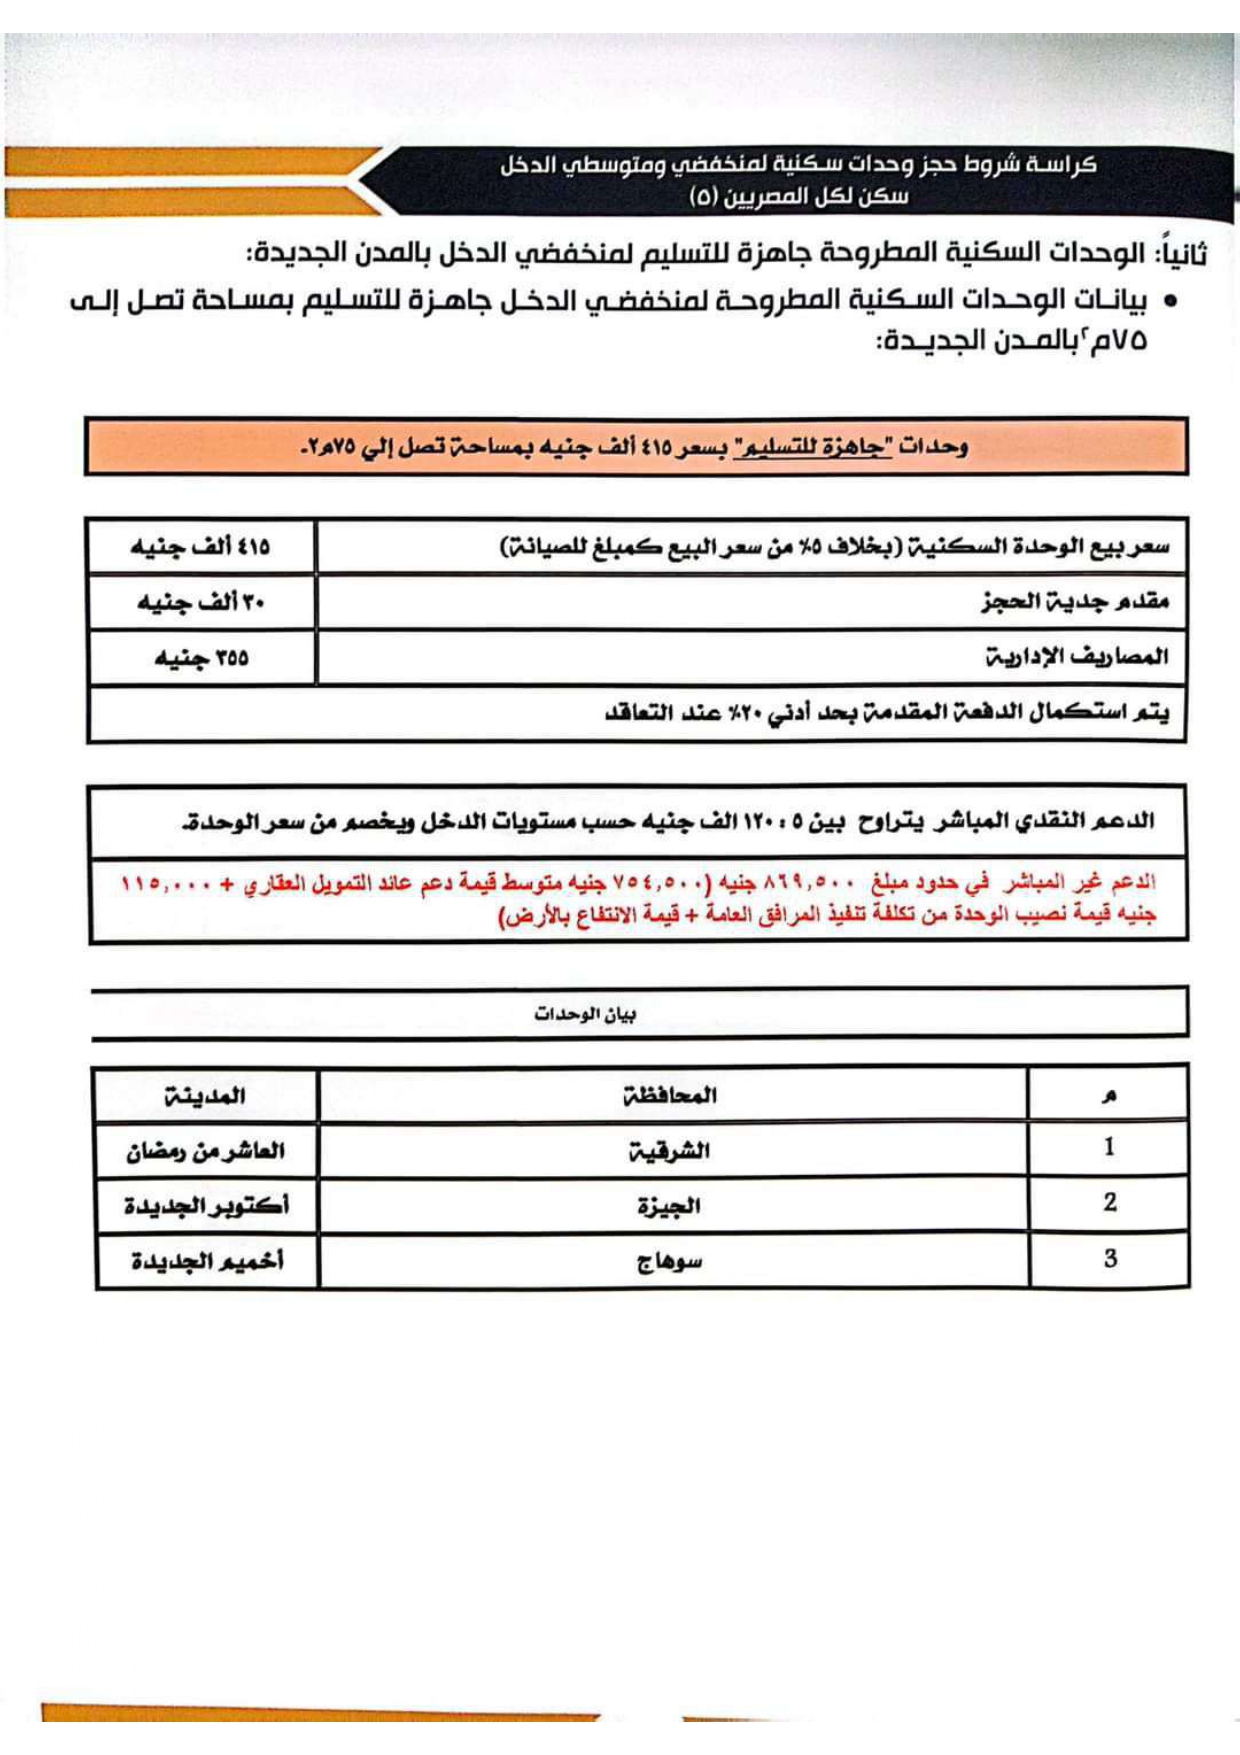 كراسة شروط حجز وحدات سكنية لمنخفضي ومتوسطي الدخل
سكن لكل المصريين (٥)
ثانياً: الوحدات السكنية المطروحة جاهزة للتسليم لمنخفضي الدخل بالمدن الجديدة:
• بيانات الوحدات السكنية المطروحة لمنخفضي الدخل جاهزة للتسليم بمساحة تصل إلى
٧٥م٢ بالمدن الجديدة:
وحدات "جاهزة للتسليم" بسعر ٤١٥ ألف جنيه بمساحة تصل إلي ٧٥م٢.
سعر بيع الوحدة السكنية (بخلاف ٥٪ من سعر البيع كمبلغ للصيانة) ٤١٥ ألف جنيه
مقدم جدية الحجز ٣٠ ألف جنيه
المصاريف الإدارية ٣٥٥ جنيه
يتم استكمال الدفعة المقدمة بحد أدني ٢٠٪ عند التعاقد
الدعم النقدي المباشر يتراوح بين ٥ : ١٢٠ الف جنيه حسب مستويات الدخل ويخصم من سعر الوحدة.
الدعم غير المباشر في حدود مبلغ ٨٦٩,٥٠٠ جنيه (٧٥٤,٥٠٠ جنيه متوسط قيمة دعم عائد التمويل العقاري + ١١٥,٠٠٠
جنيه قيمة نصيب الوحدة من تكلفة تنفيذ المرافق العامة + قيمة الانتفاع بالأرض)
بيان الوحدات
م المحافظة المدينة
1 الشرقية العاشر من رمضان
2 الجيزة أكتوبر الجديدة
3 سوهاج أخميم الجديدة